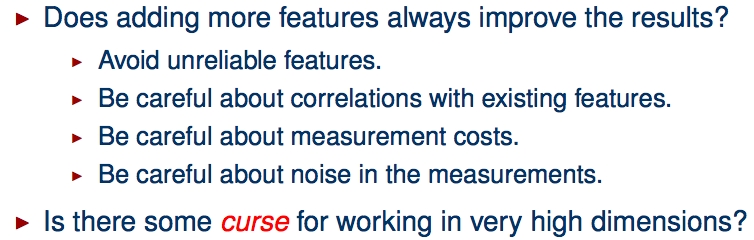 ► Does adding more features always improve the results?
► Avoid unreliable features.
► Be careful about correlations with existing features.
► Be careful about measurement costs.
► Be careful about noise in the measurements.
► Is there some curse for working in very high dimensions?